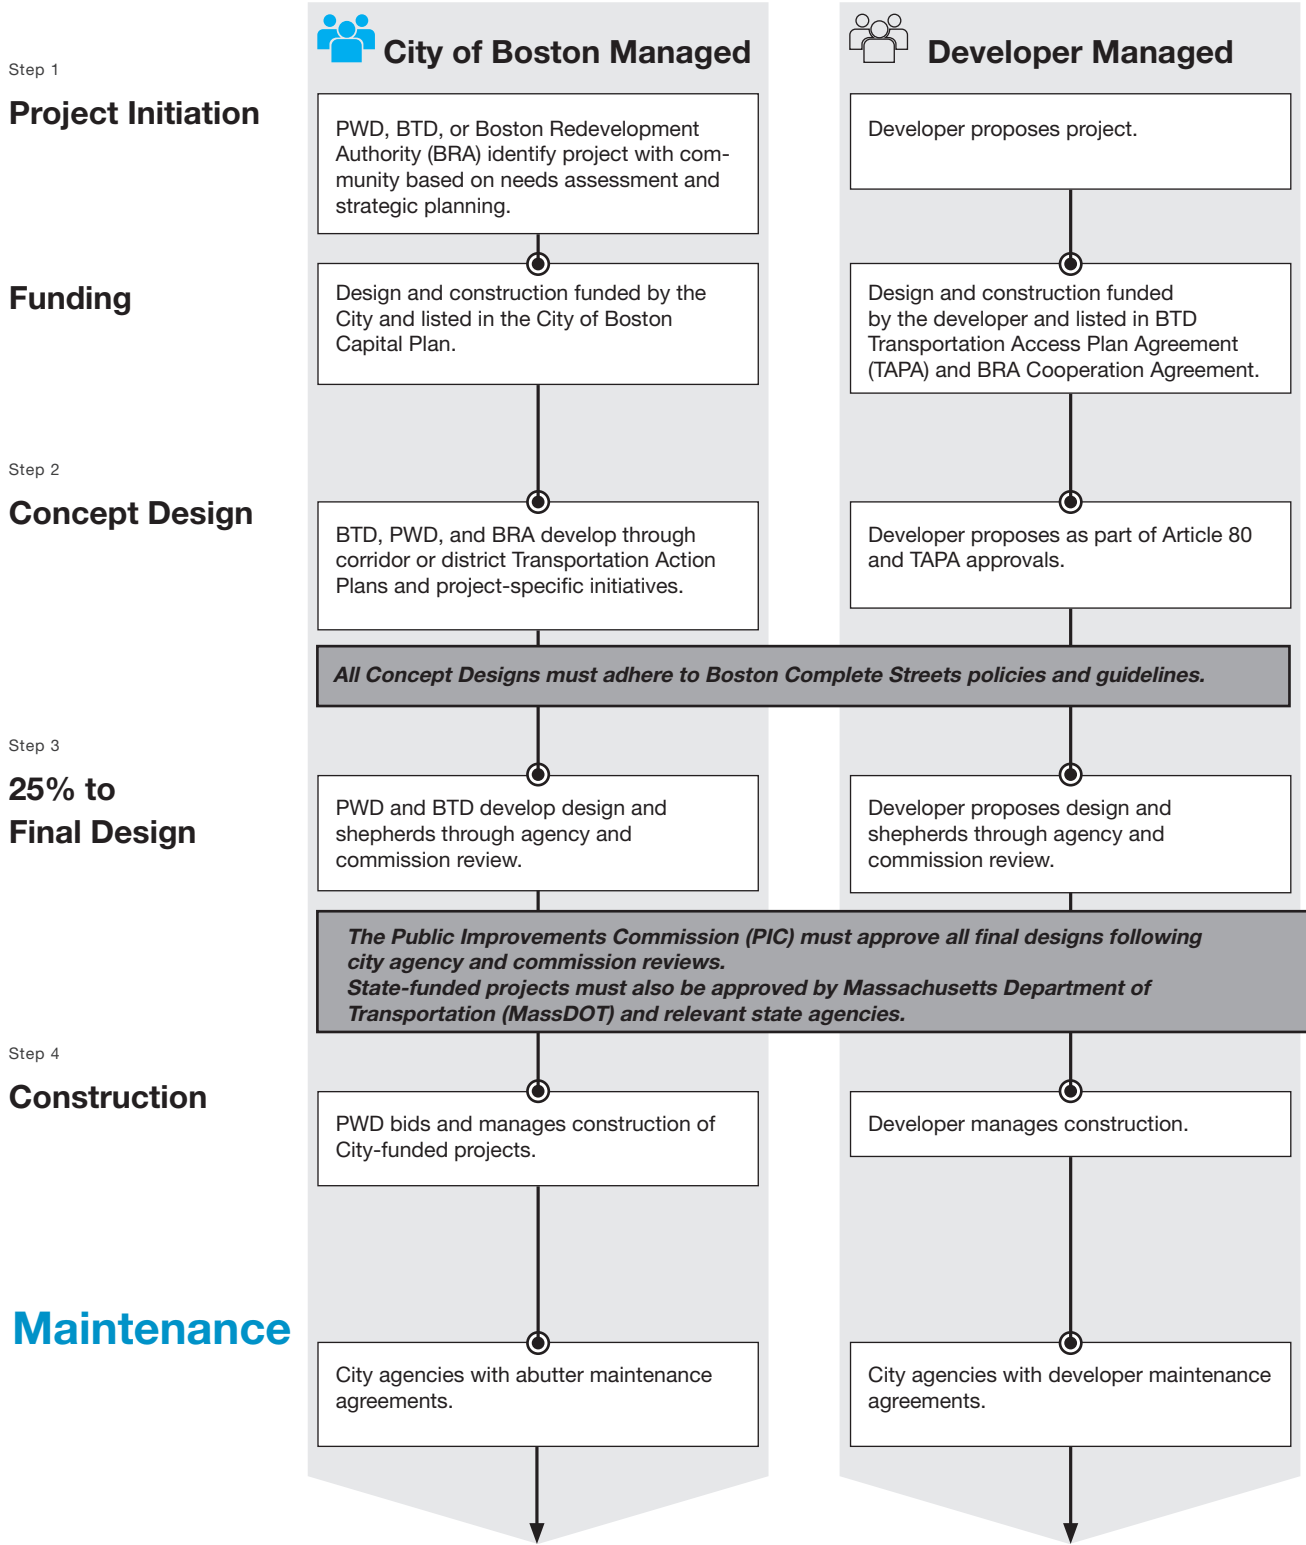 City of Boston Managed
Developer Managed
Step 1
Project Initiation
PWD, BTD, or Boston Redevelopment
Authority (BRA) identify project with com-
munity based on needs assessment and
strategic planning.
Developer proposes project.
Funding
Design and construction funded by the
City and listed in the City of Boston
Capital Plan.
Design and construction funded
by the developer and listed in BTD
Transportation Access Plan Agreement
(TAPA) and BRA Cooperation Agreement.
Step 2
Concept Design
BTD, PWD, and BRA develop through
corridor or district Transportation Action
Plans and project-specific initiatives.
Developer proposes as part of Article 80
and TAPA approvals.
All Concept Designs must adhere to Boston Complete Streets policies and guidelines.
Step 3
25% to
Final Design
PWD and BTD develop design and
shepherds through agency and
commission review.
Developer proposes design and
shepherds through agency and
commission review.
The Public Improvements Commission (PIC) must approve all final designs following
city agency and commission reviews.
State-funded projects must also be approved by Massachusetts Department of
Transportation (MassDOT) and relevant state agencies.
Step 4
Construction
PWD bids and manages construction of
City-funded projects.
Developer manages construction.
Maintenance
City agencies with abutter maintenance
agreements.
City agencies with developer maintenance
agreements.